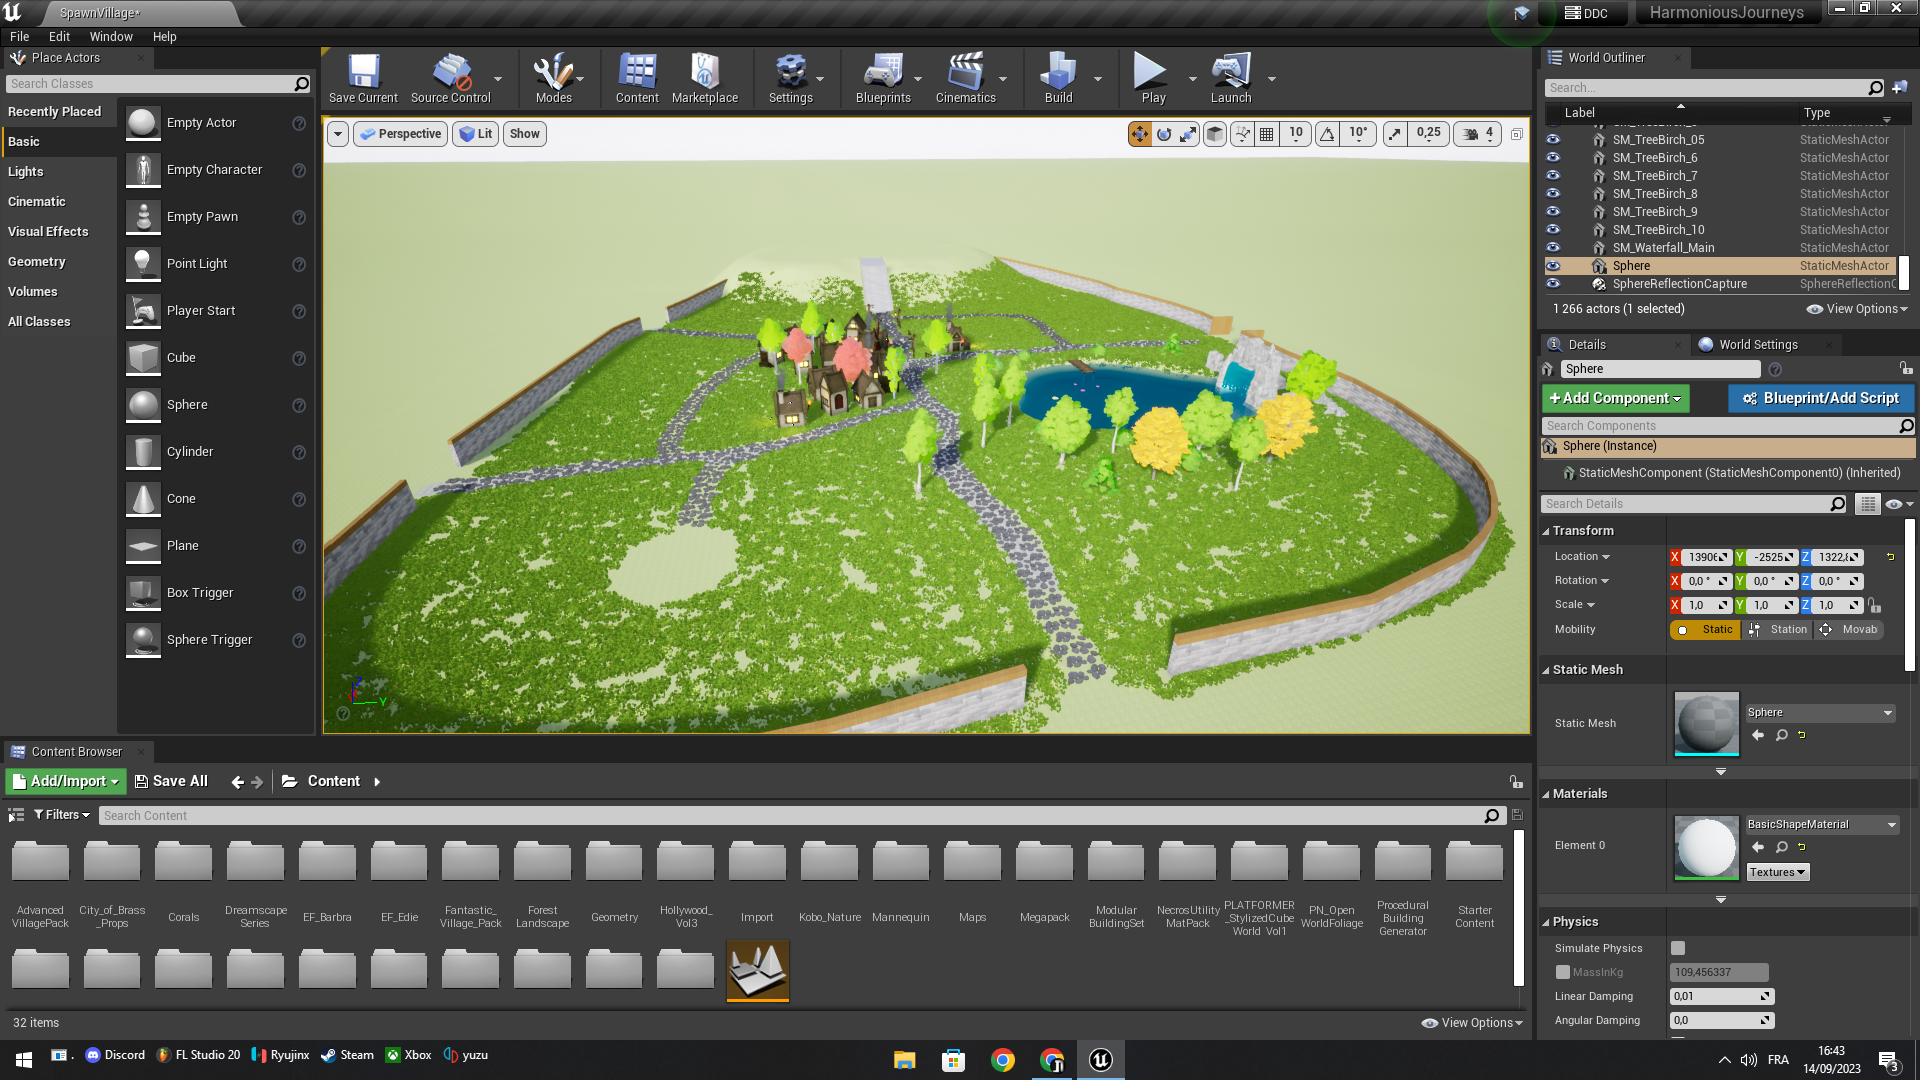 SpawnVillage*
DDC
HarmoniousJourneys
File Edit Window Help
Place Actors
Search Classes
Recently Placed
Basic
Lights
Cinematic
Visual Effects
Geometry
Volumes
All Classes
Empty Actor
Empty Character
Empty Pawn
Point Light
Player Start
Cube
Sphere
Cylinder
Cone
Plane
Box Trigger
Sphere Trigger
Save Current
Source Control
Modes
Content
Marketplace
Settings
Blueprints
Cinematics
Build
Play
Launch
Perspective
Lit
Show
10
10°
0,25
4
Y
World Outliner
Search...
Label Type
SM_TreeBirch_05 StaticMeshActor
SM_TreeBirch_6 StaticMeshActor
SM_TreeBirch_7 StaticMeshActor
SM_TreeBirch_8 StaticMeshActor
SM_TreeBirch_9 StaticMeshActor
SM_TreeBirch_10 StaticMeshActor
SM_Waterfall_Main StaticMeshActor
Sphere StaticMeshActor
SphereReflectionCapture SphereReflectionC
1 266 actors (1 selected)
View Options
Details
World Settings
Sphere
+Add Component
Blueprint/Add Script
Search Components
Sphere (Instance)
StaticMeshComponent (StaticMeshComponent0) (Inherited)
Search Details
Transform
Location X 13906 Y -2525 Z 1322,
Rotation X 0,0 ° Y 0,0 ° Z 0,0 °
Scale X 1,0 Y 1,0 Z 1,0
Mobility Static Station Movab
Static Mesh
Static Mesh
Sphere
Materials
Element 0
BasicShapeMaterial
Textures
Physics
Simulate Physics
MassInKg 109,456337
Linear Damping 0,01
Angular Damping 0,0
Content Browser
Add/Import
Save All
Content
Filters
Search Content
Advanced
VillagePack
City_of_Brass
_Props
Corals
Dreamscape
Series
EF_Barbra
EF_Edie
Fantastic_
Village_Pack
Forest
Landscape
Geometry
Hollywood_
Vol3
Import
Kobo_Nature
Mannequin
Maps
Megapack
Modular
BuildingSet
NecrosUtility
MatPack
PLATFORMER
_StylizedCube
World_Vol1
PN_Open
WorldFoliage
Procedural
Building
Generator
Starter
Content
32 items
View Options
.
Discord
FL Studio 20
Ryujinx
Steam
Xbox
yuzu
FRA
16:43
14/09/2023
3